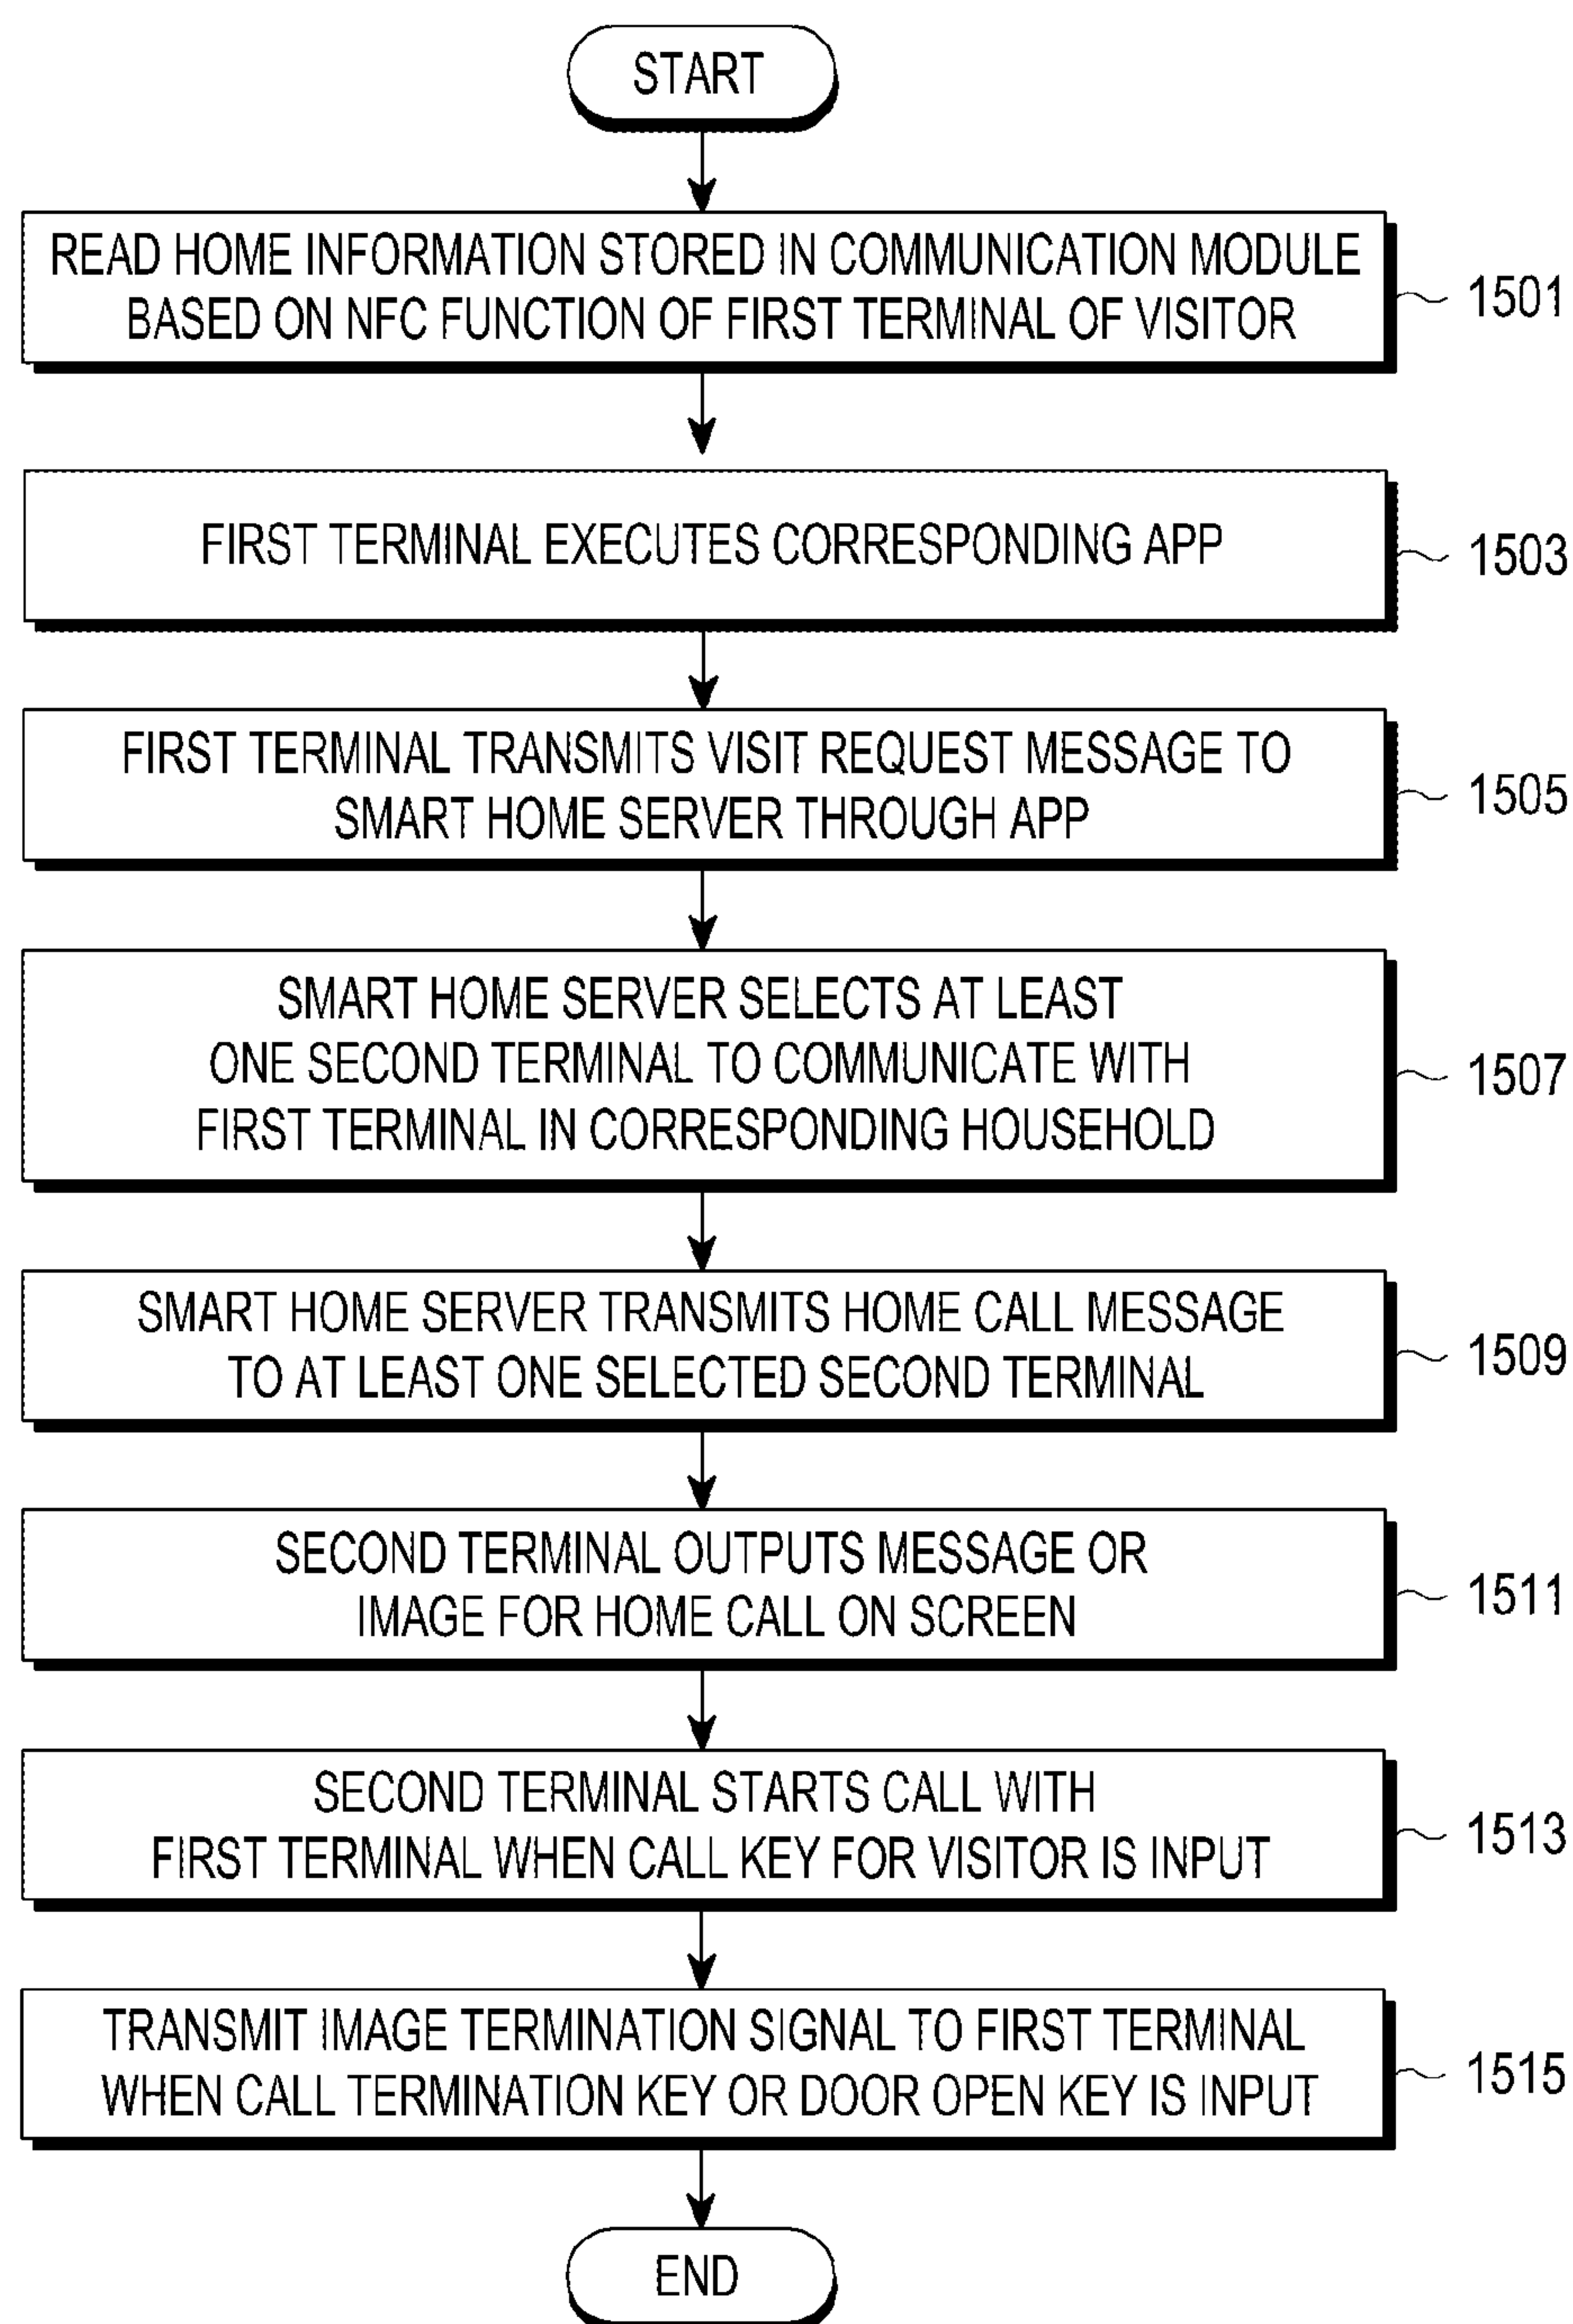 START
READ HOME INFORMATION STORED IN COMMUNICATION MODULE
BASED ON NFC FUNCTION OF FIRST TERMINAL OF VISITOR
1501
FIRST TERMINAL EXECUTES CORRESPONDING APP
1503
FIRST TERMINAL TRANSMITS VISIT REQUEST MESSAGE TO
SMART HOME SERVER THROUGH APP
1505
SMART HOME SERVER SELECTS AT LEAST
ONE SECOND TERMINAL TO COMMUNICATE WITH
FIRST TERMINAL IN CORRESPONDING HOUSEHOLD
1507
SMART HOME SERVER TRANSMITS HOME CALL MESSAGE
TO AT LEAST ONE SELECTED SECOND TERMINAL
1509
SECOND TERMINAL OUTPUTS MESSAGE OR
IMAGE FOR HOME CALL ON SCREEN
1511
SECOND TERMINAL STARTS CALL WITH
FIRST TERMINAL WHEN CALL KEY FOR VISITOR IS INPUT
1513
TRANSMIT IMAGE TERMINATION SIGNAL TO FIRST TERMINAL
WHEN CALL TERMINATION KEY OR DOOR OPEN KEY IS INPUT
1515
END